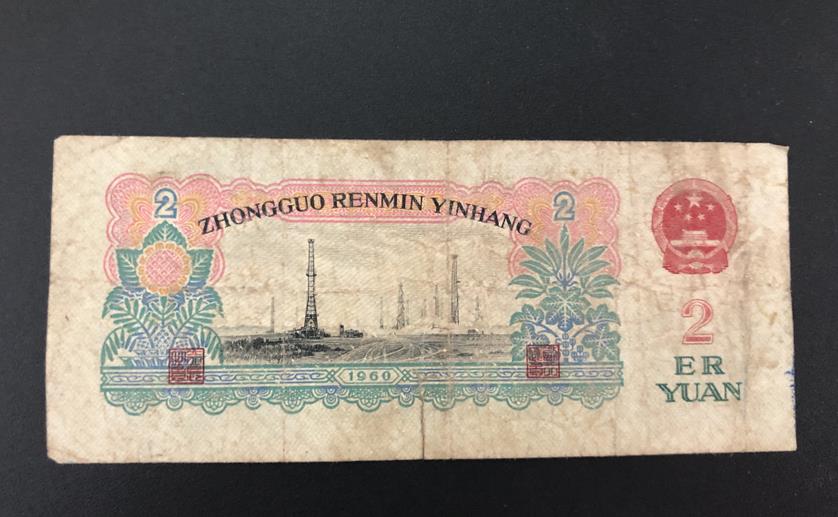 2
ZHONGGUO RENMIN YINHANG
2
1960
2
ER
YUAN